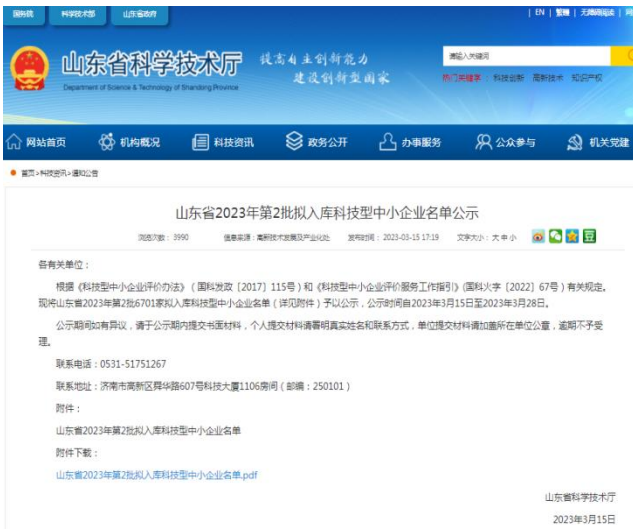 国务院 科学技术部 山东省政府 | EN | 繁體 | 无障碍阅读 |
山东省科学技术厅
Department of Science & Technology of Shandong Province
提高自主创新能力
建设创新型国家
请输入关键词
热门关键字： 科技创新 高新技术 知识产权
网站首页 机构概况 科技资讯 政务公开 办事服务 公众参与 机关党建
首页>科技资讯>通知公告
山东省2023年第2批拟入库科技型中小企业名单公示
浏览次数： 3990 信息来源：高新技术发展及产业化处 发布时间：2023-03-15 17:19 文字大小：大 中 小
各有关单位：
根据《科技型中小企业评价办法》（国科发政〔2017〕115号）和《科技型中小企业评价服务工作指引》(国科火字〔2022〕67号）有关规定。
现将山东省2023年第2批6701家拟入库科技型中小企业名单（详见附件）予以公示，公示时间自2023年3月15日至2023年3月28日。
公示期间如有异议，请于公示期内提交书面材料，个人提交材料请署明真实姓名和联系方式，单位提交材料请加盖所在单位公章，逾期不予受
理。
联系电话：0531-51751267
联系地址：济南市高新区舜华路607号科技大厦1106房间（邮编：250101）
附件：
山东省2023年第2批拟入库科技型中小企业名单
附件下载：
山东省2023年第2批拟入库科技型中小企业名单.pdf
山东省科学技术厅
2023年3月15日